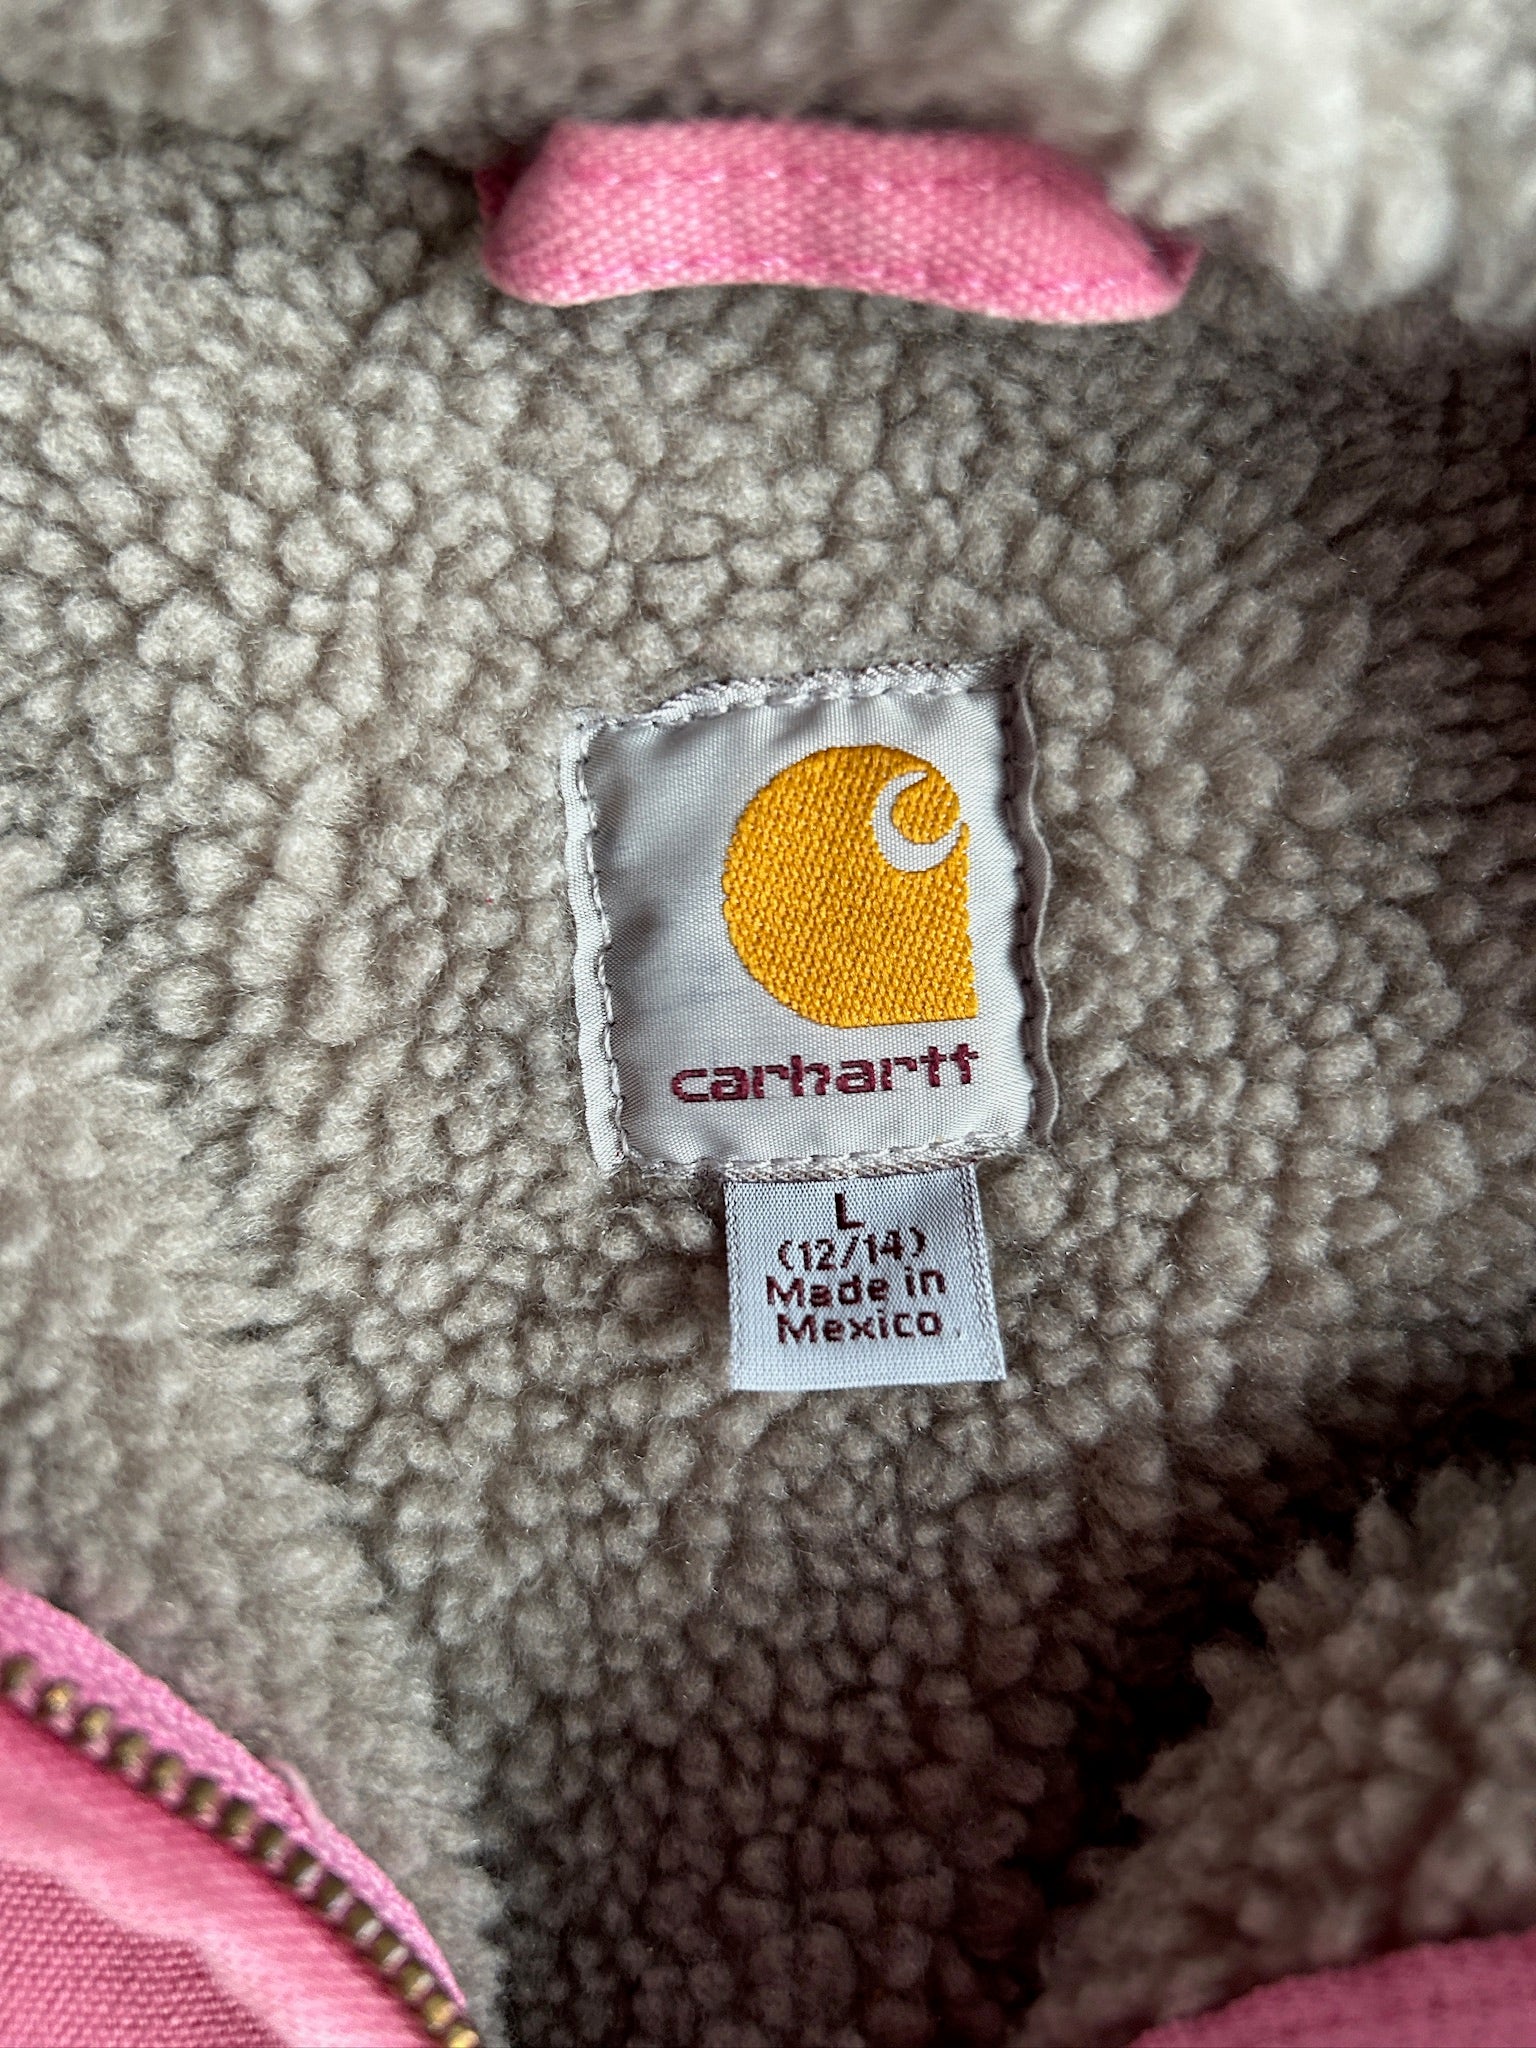 carhartt
L
(12/14)
Made in
Mexico